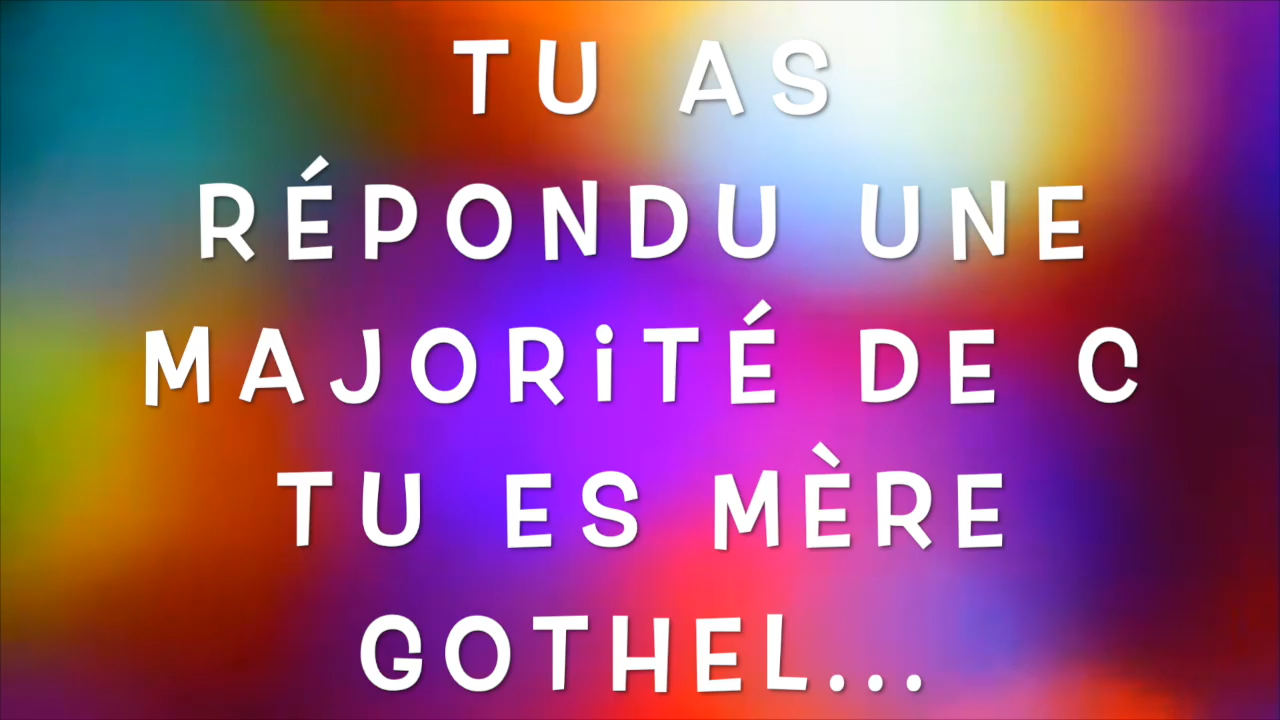 TU AS
RÉPONDU UNE
MAJORiTÉ DE C
TU ES MÈRE
GOTHEL...